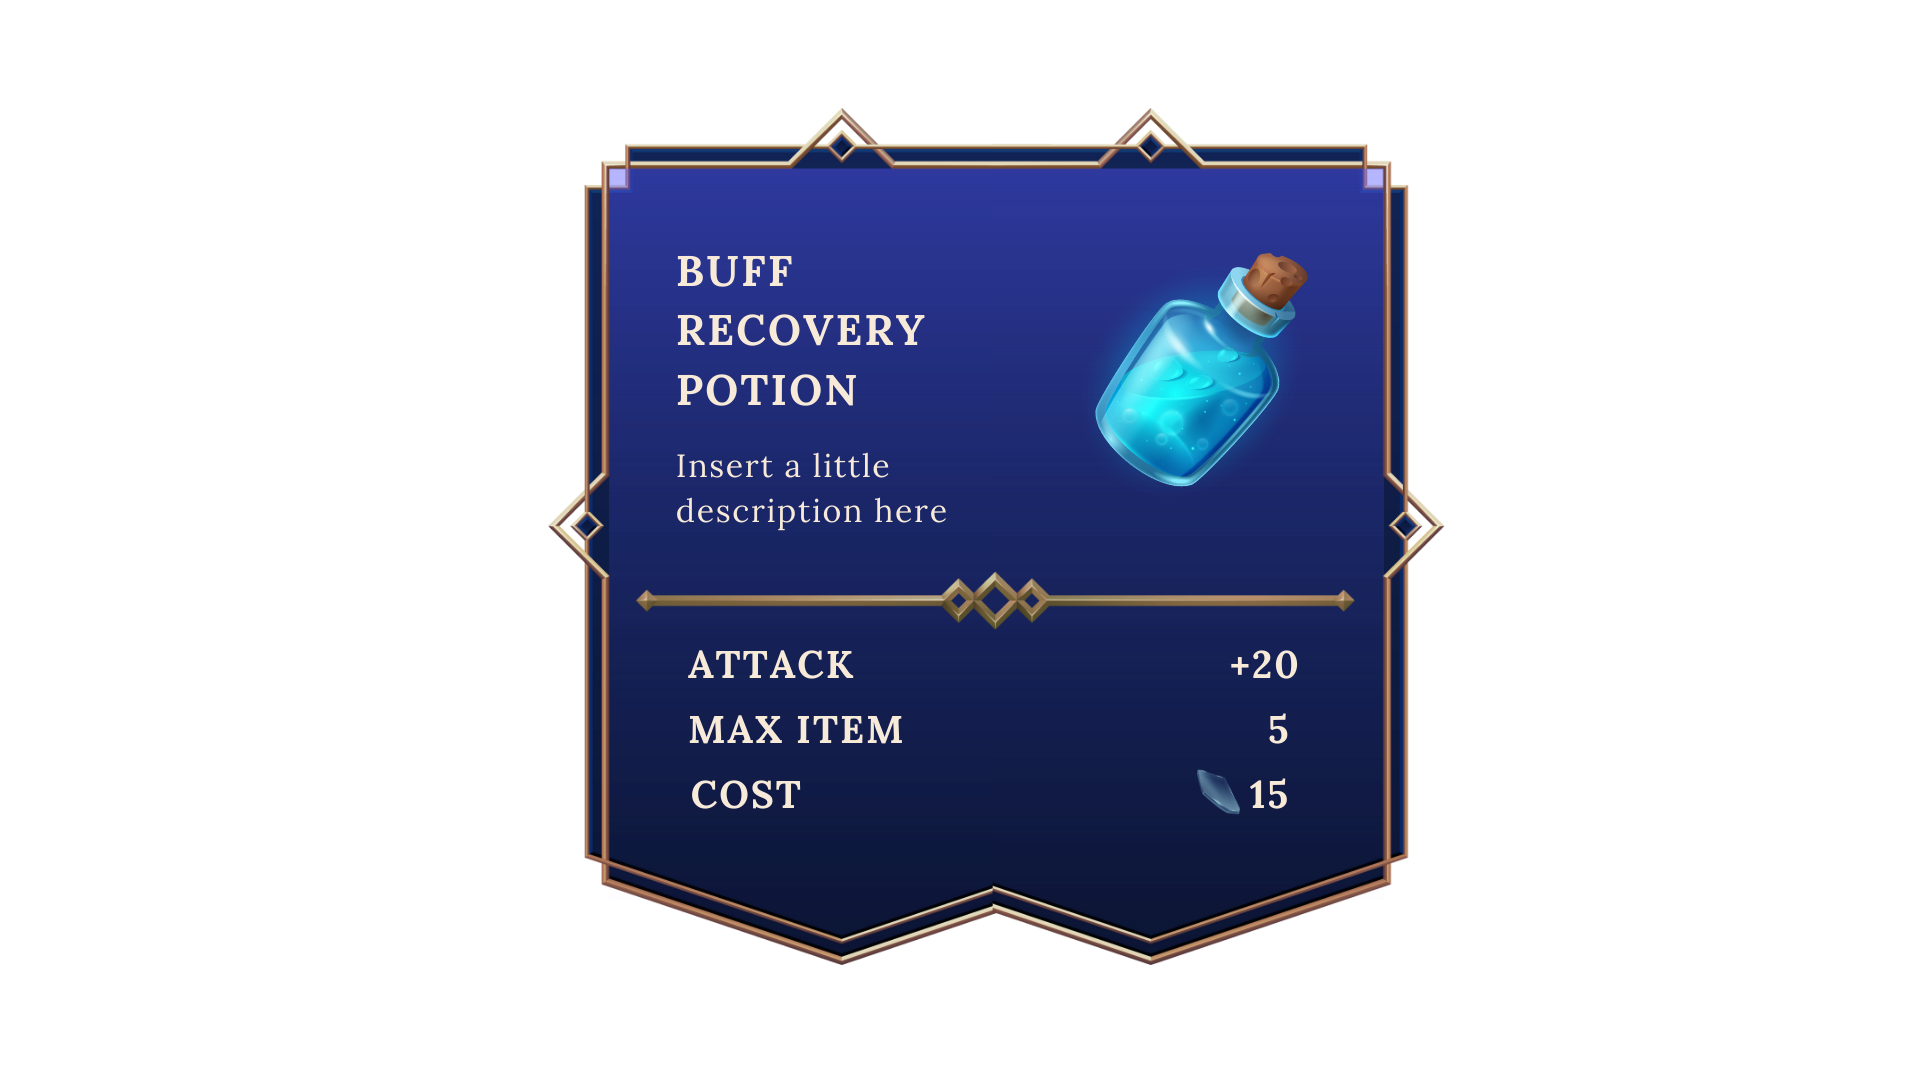 BUFF
RECOVERY
POTION
Insert a little
description here
ATTACK +20
MAX ITEM 5
COST 15